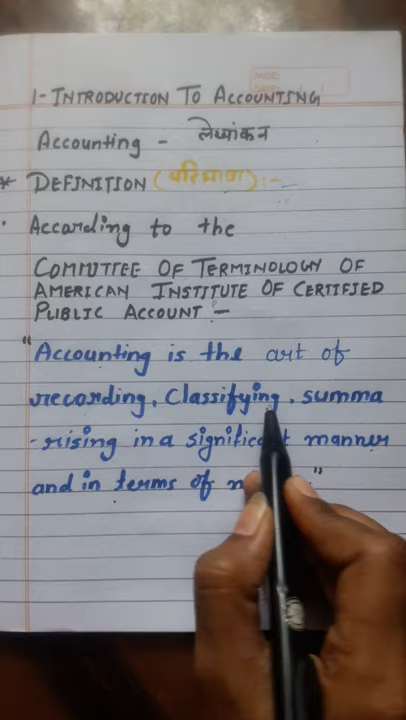 1-INTRODUCTION TO ACCOUNTING
Accounting - लेखांकन
* DEFINITION (परिभाषा) :-
. According to the
COMMITTEE OF TERMINOLOGY OF
AMERICAN INSTITUTE OF CERTIFIED
PUBLIC ACCOUNT :-
"Accounting is the art of
recording, Classifying, summa
-rising in a significant manner
and in terms of "